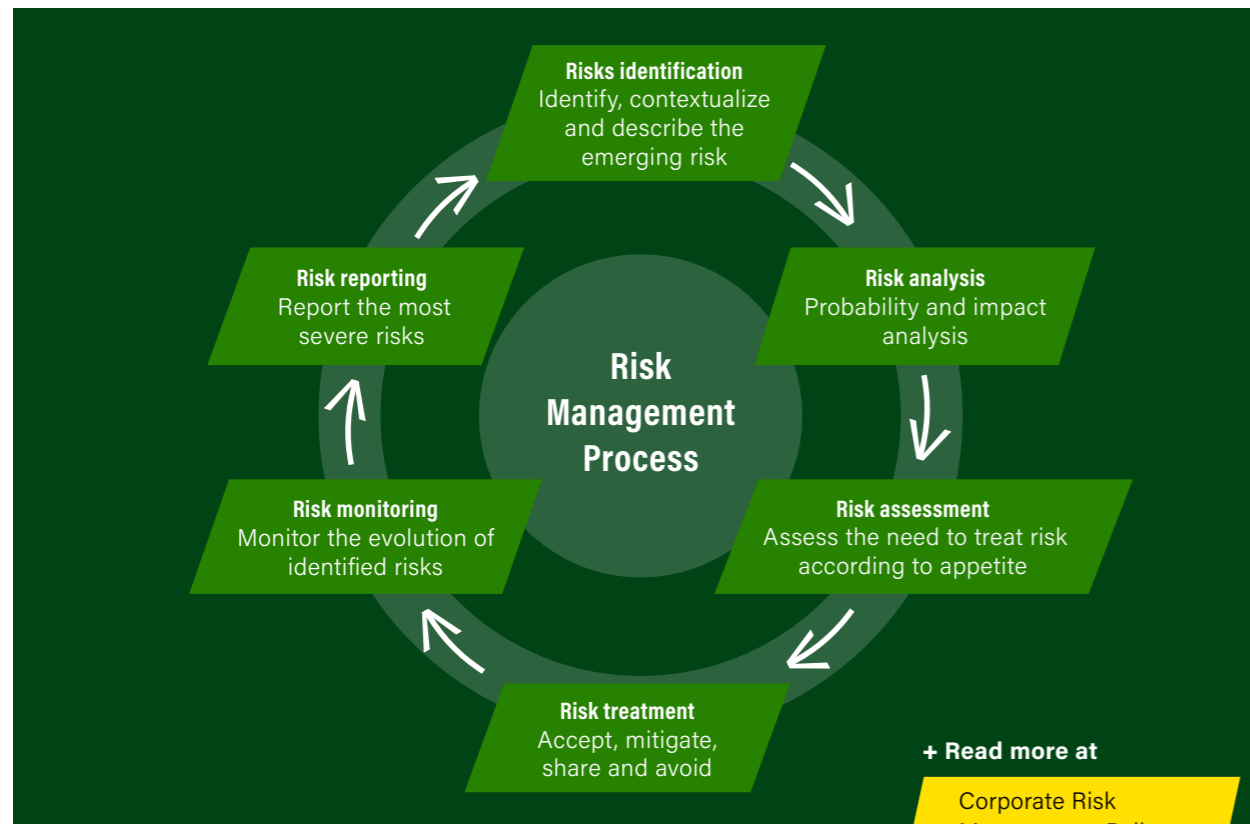 Risks identification
Identify, contextualize
and describe the
emerging risk
Risk analysis
Probability and impact
analysis
Risk assessment
Assess the need to treat risk
according to appetite
Risk treatment
Accept, mitigate,
share and avoid
Risk monitoring
Monitor the evolution of
identified risks
Risk reporting
Report the most
severe risks
Risk
Management
Process
+ Read more at
Corporate Risk